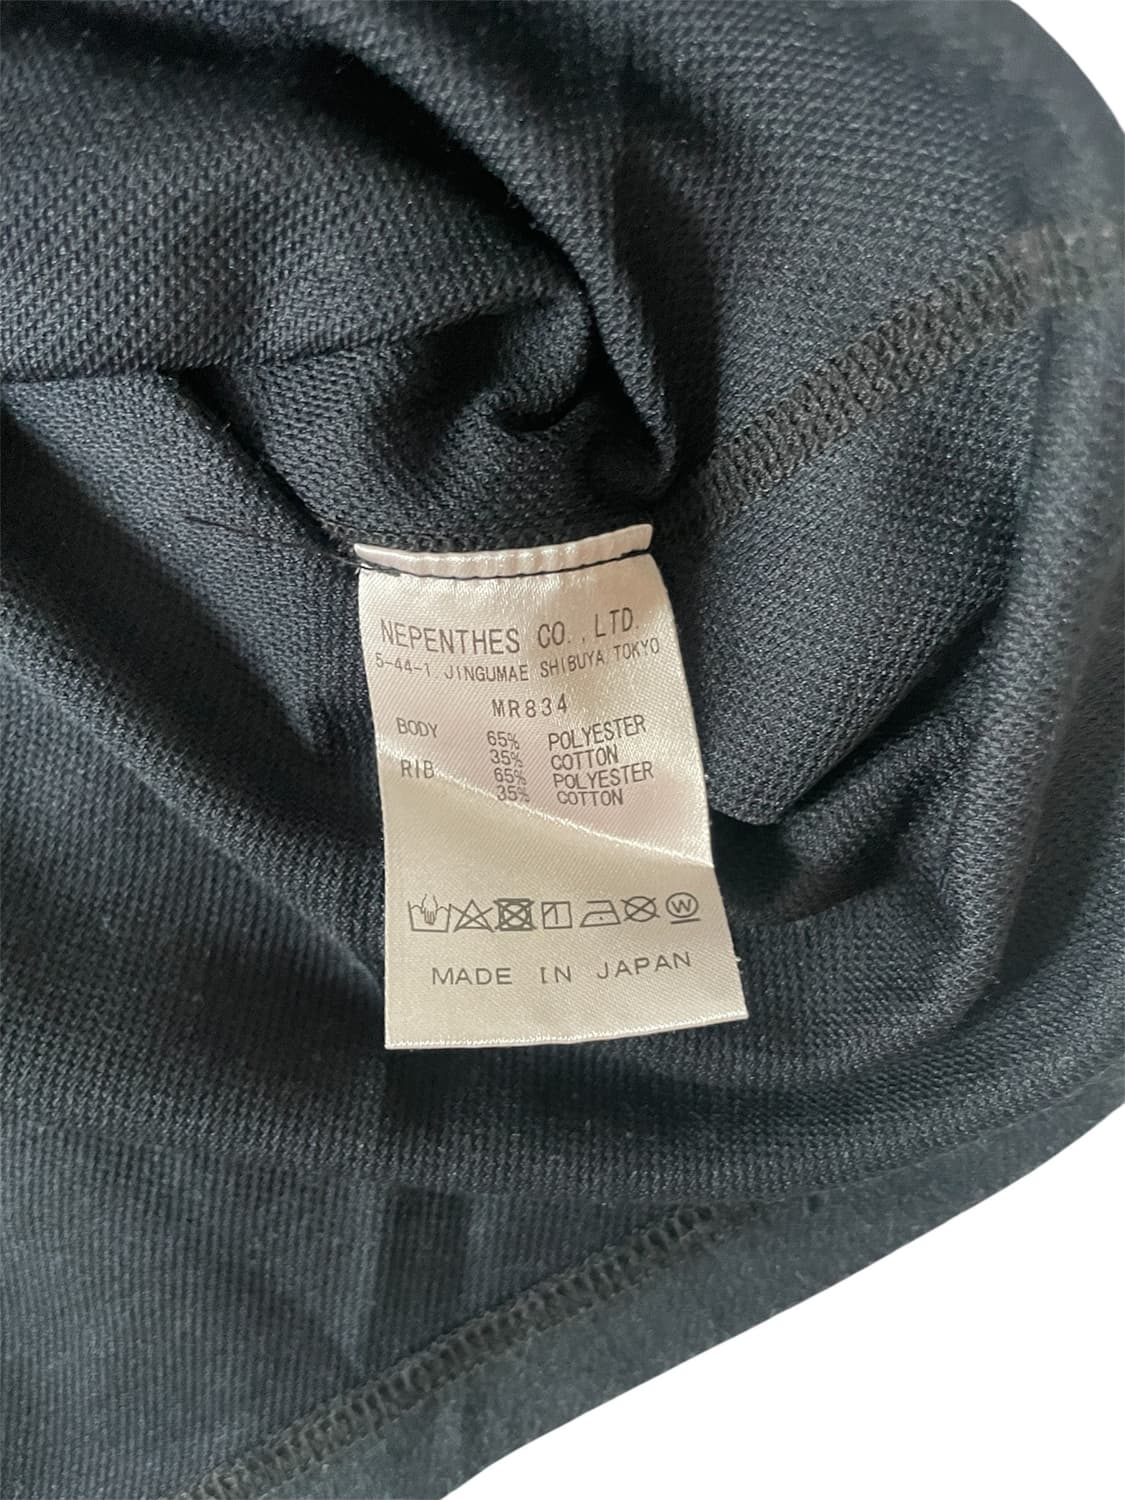 NEPENTHES CO.,LTD.
5-44-1 JINGUMAE SHIBUYA TOKYO
MR834
BODY 65% POLYESTER
35% COTTON
RIB 65% POLYESTER
35% COTTON
W
MADE IN JAPAN